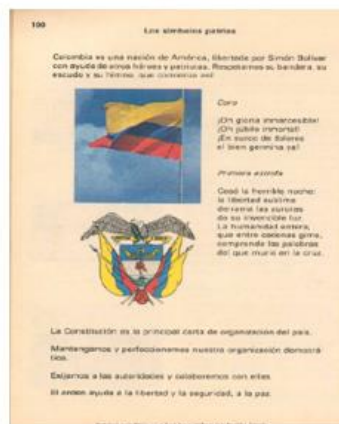 100
Los símbolos patrios
Colombia es una nación de América, libertada por Simón Bolívar
con ayuda de otros héroes y patriotas. Respetamos su bandera, su
escudo y su himno, que comienza así:
Coro
¡Oh gloria inmarcesible!
¡Oh júbilo inmortal!
¡En surco de dolores
el bien germina ya!
Primera estrofa
Cesó la horrible noche:
la libertad sublime
derrama las auroras
de su invencible luz.
La humanidad entera,
que entre cadenas gime,
comprende las palabras
del que murió en la cruz.
La Constitución es la principal carta de organización del país.
Mantengamos y perfeccionemos nuestra organización democrá
tica.
Exijamos a las autoridades y colaboremos con ellas
El orden ayuda a la libertad y la seguridad, a la paz